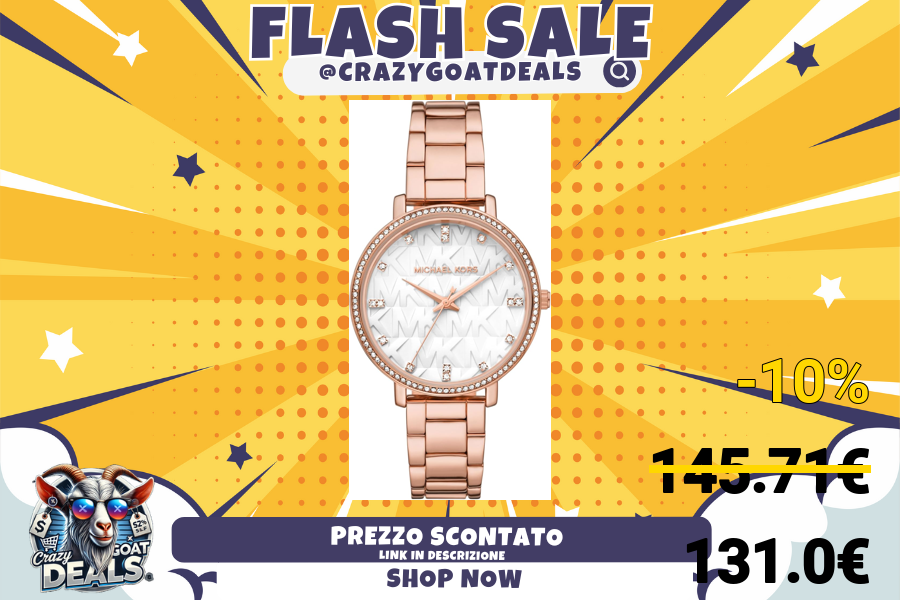 FLASH SALE
@CRAZYGOATDEALS
MICHAEL KORS
-10%
145.71€
131.0€
PREZZO SCONTATO
LINK IN DESCRIZIONE
SHOP NOW
$
52%
Crazy
GOAT
DEALS